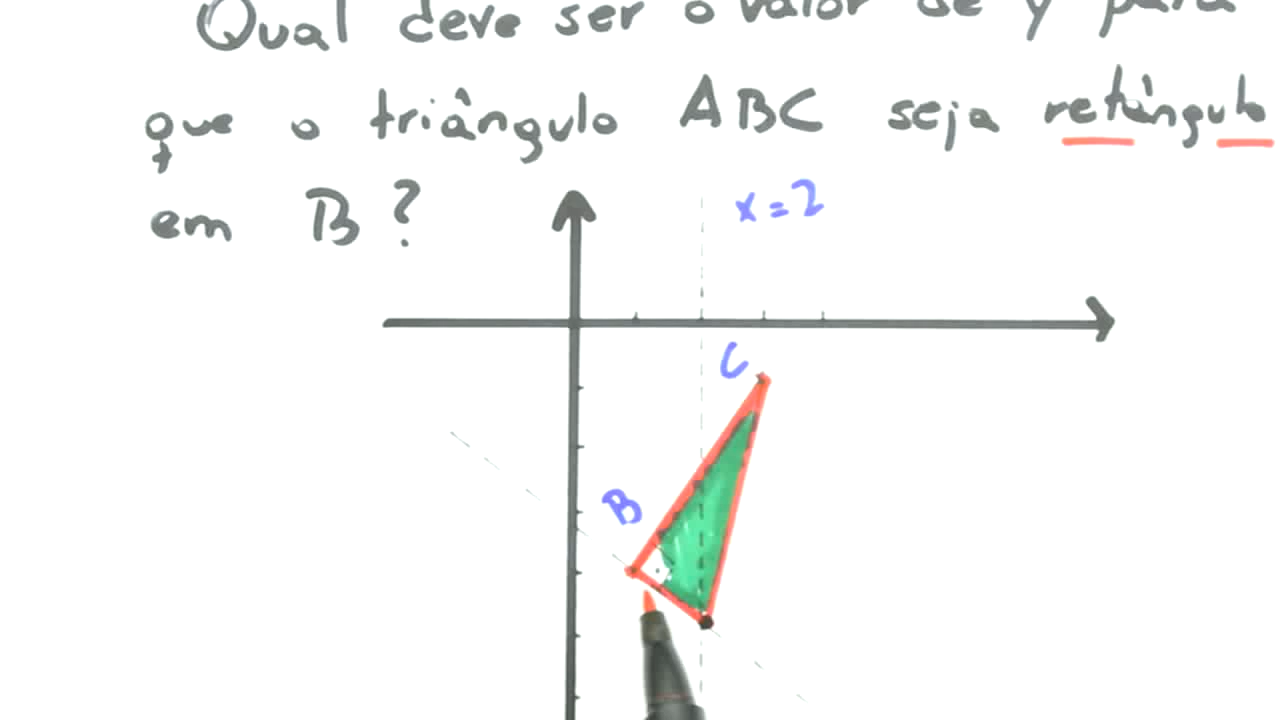 Qual deve ser o valor de y para
que o triângulo ABC seja retângulo
em B?
x=2
C
B